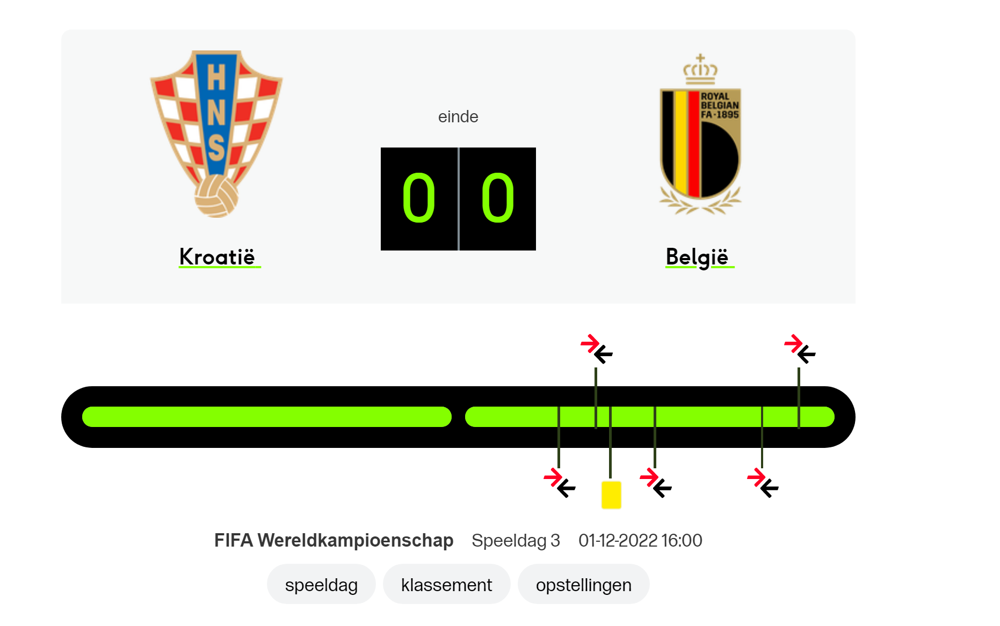 H
N
S
ROYAL
BELGIAN
FA-1895
einde
0 0
Kroatië
België
FIFA Wereldkampioenschap Speeldag 3 01-12-2022 16:00
speeldag klassement opstellingen